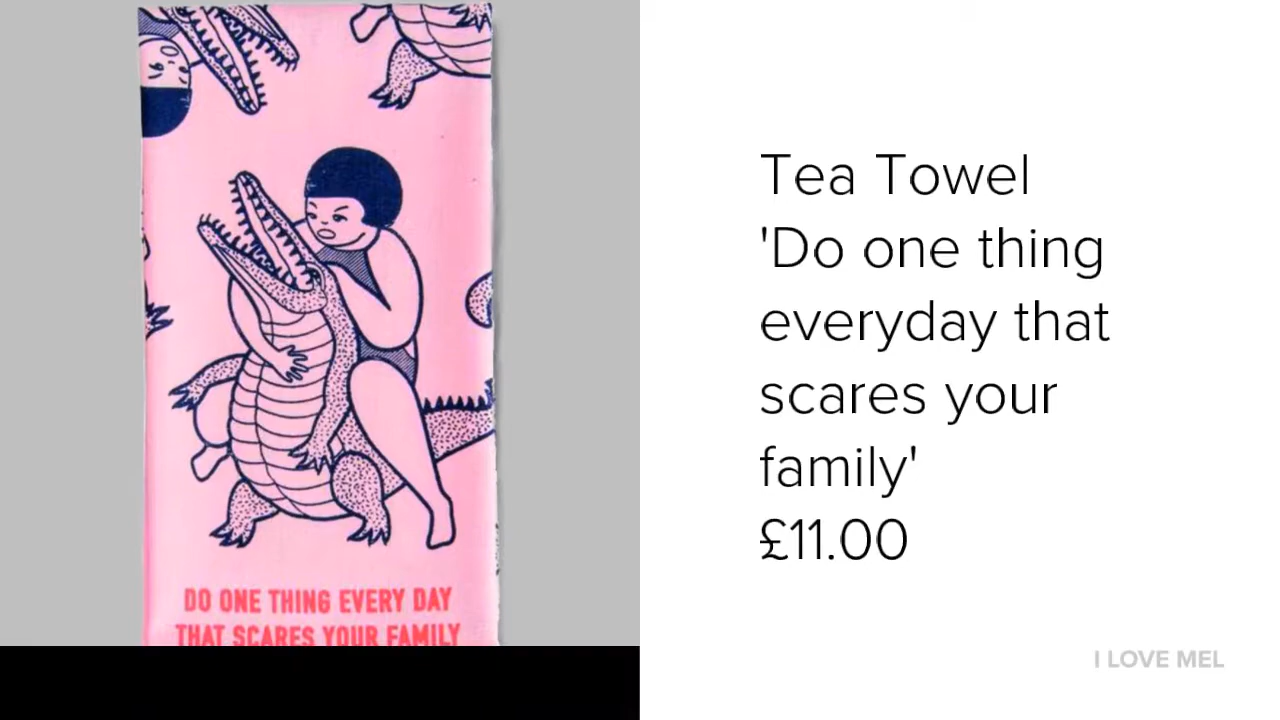 DO ONE THING EVERY DAY
THAT SCARES YOUR FAMILY
Tea Towel
'Do one thing
everyday that
scares your
family'
£11.00
I LOVE MEL